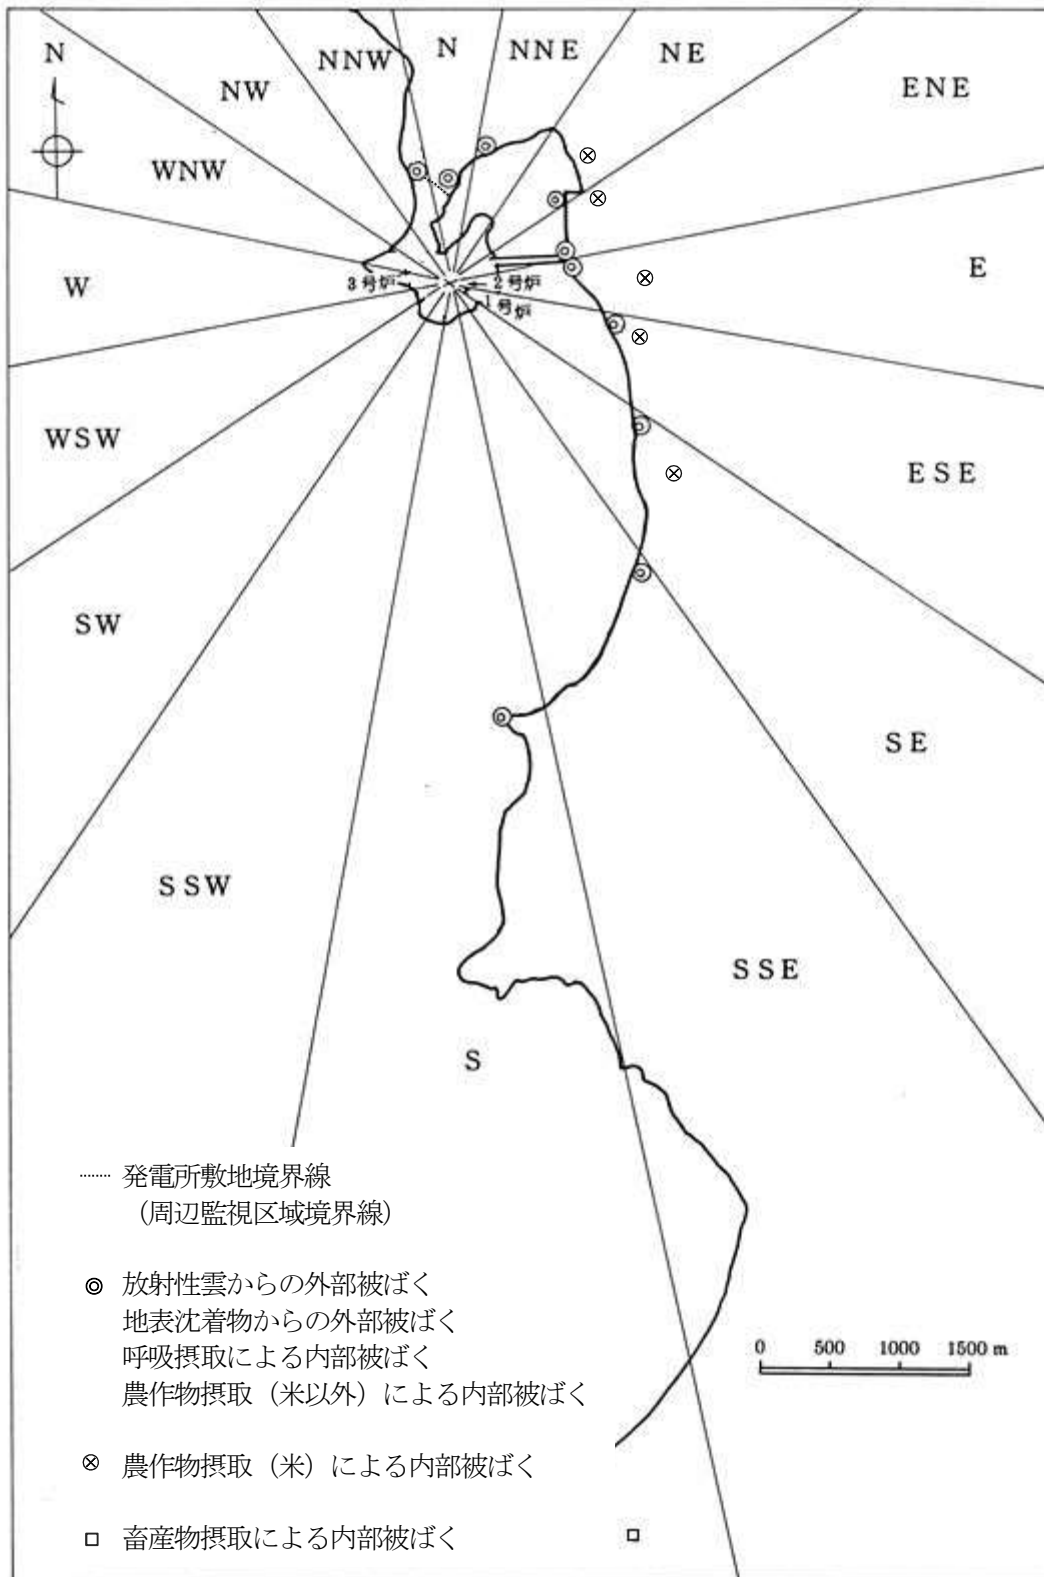 N
NNW
N
NNE
NE
NW
ENE
WNW
W
E
3号炉
2号炉
1号炉
WSW
ESE
SW
SE
SSW
SSE
S
発電所敷地境界線
（周辺監視区域境界線）
放射性雲からの外部被ばく
地表沈着物からの外部被ばく
呼吸摂取による内部被ばく
農作物摂取（米以外）による内部被ばく
0 500 1000 1500 m
農作物摂取（米）による内部被ばく
畜産物摂取による内部被ばく